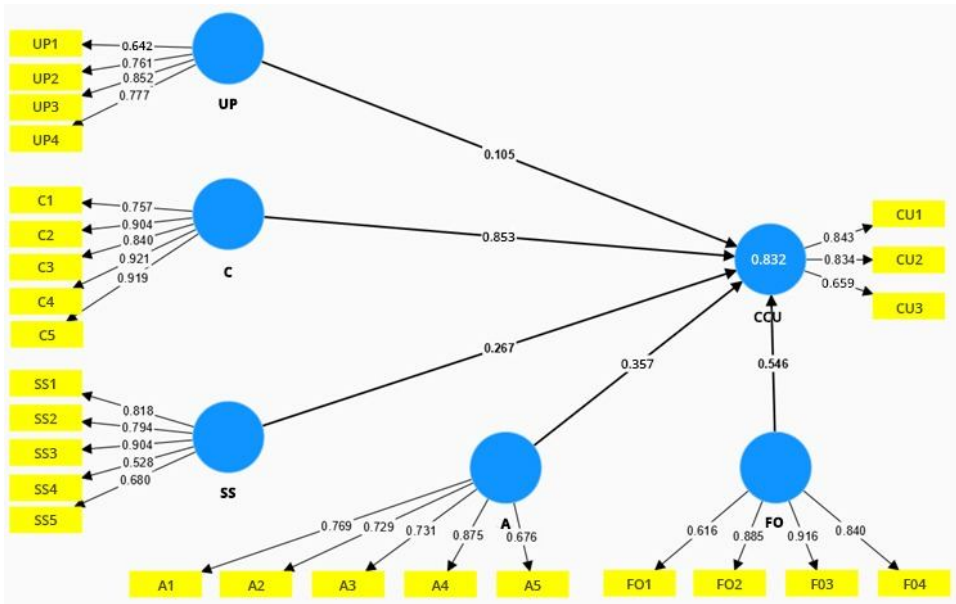 UP1
UP2
UP3
UP4
0.642
0.761
0.852
0.777
UP
0.105
C1
C2
C3
C4
C5
0.757
0.904
0.840
0.921
0.919
C
0.853
0.832
CCU
0.843
0.834
0.659
CU1
CU2
CU3
SS1
SS2
SS3
SS4
SS5
0.818
0.794
0.904
0.528
0.680
SS
0.267
0.357
0.546
A
0.769
0.729
0.731
0.875
0.676
A1
A2
A3
A4
A5
FO
0.616
0.885
0.916
0.840
FO1
FO2
F03
F04